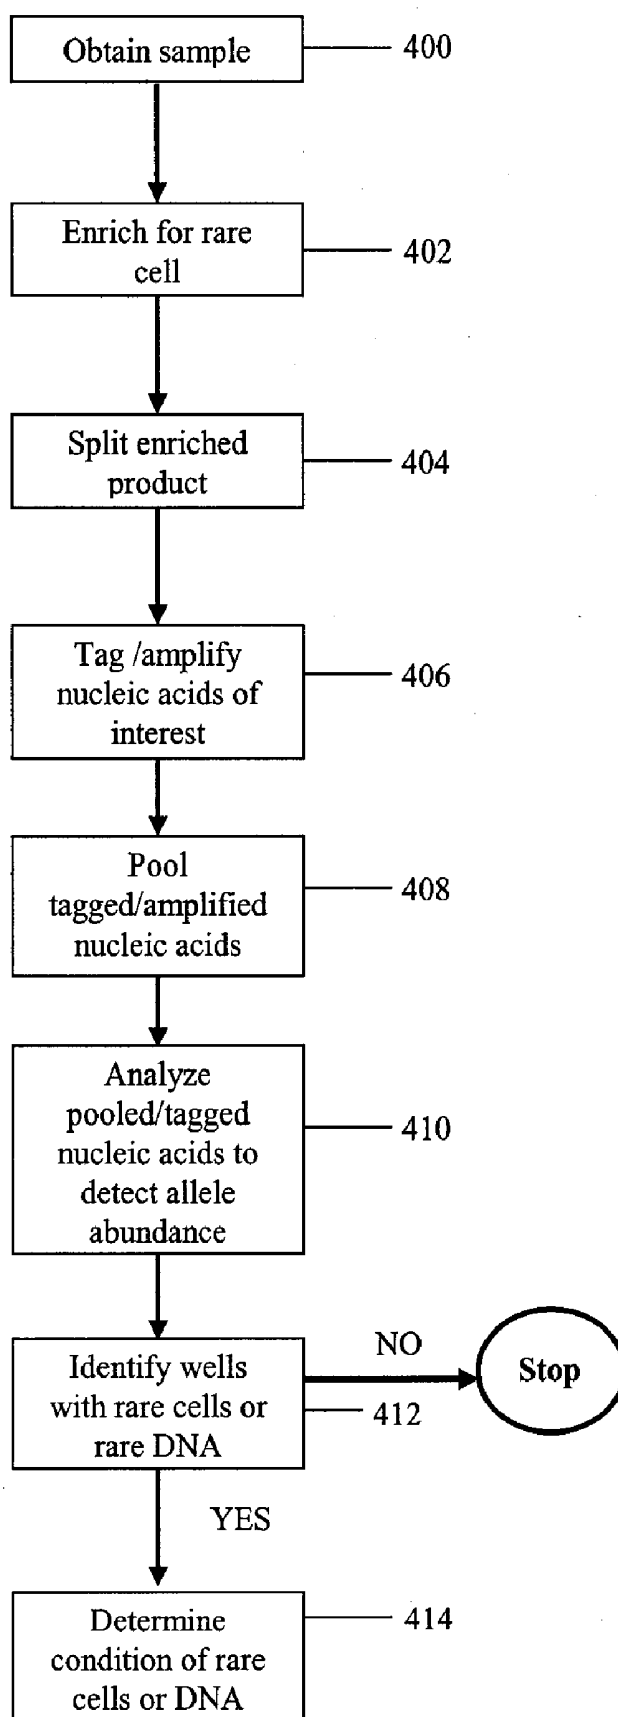 Obtain sample
400
Enrich for rare
cell
402
Split enriched
product
404
Tag /amplify
nucleic acids of
interest
406
Pool
tagged/amplified
nucleic acids
408
Analyze
pooled/tagged
nucleic acids to
detect allele
abundance
410
Identify wells
with rare cells or
rare DNA
412
NO
Stop
YES
Determine
condition of rare
cells or DNA
414